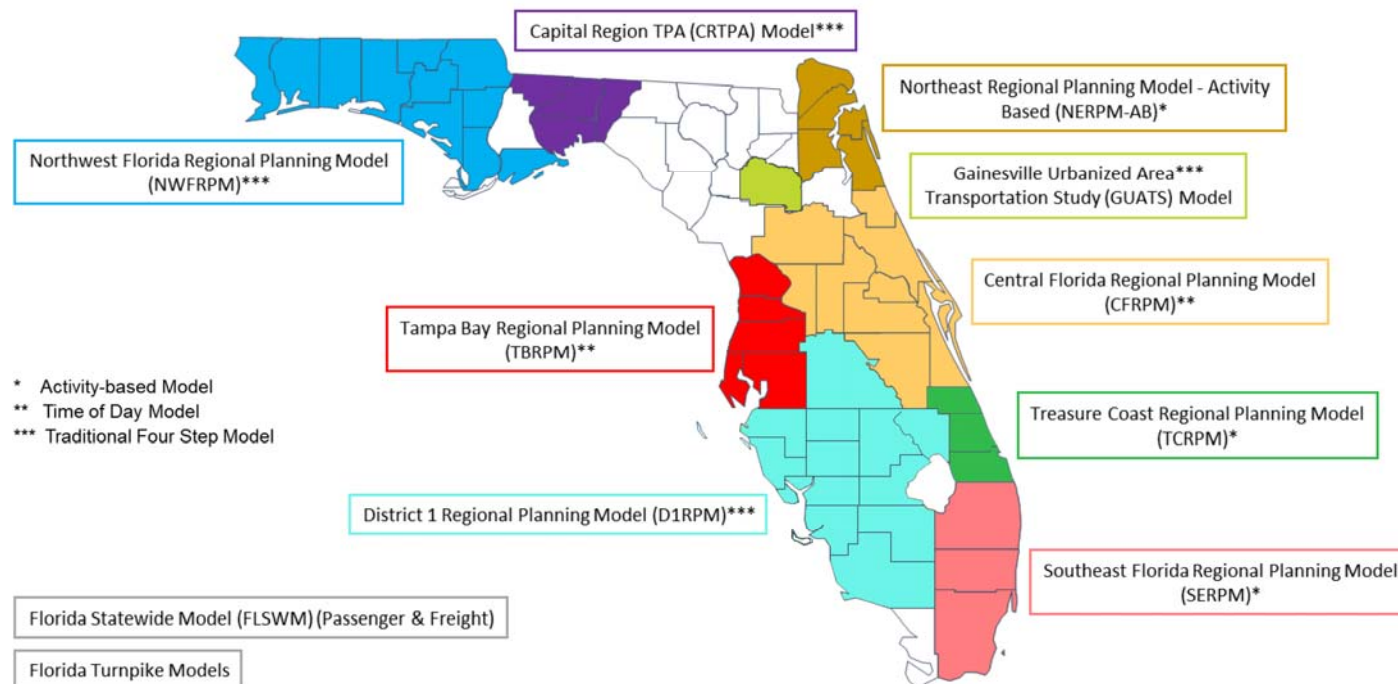 Capital Region TPA (CRTPA) Model***
Northeast Regional Planning Model - Activity
Based (NERPM-AB)*
Northwest Florida Regional Planning Model
(NWFRPM)***
Gainesville Urbanized Area***
Transportation Study (GUATS) Model
Central Florida Regional Planning Model
(CFRPM)**
Tampa Bay Regional Planning Model
(TBRPM)**
* Activity-based Model
** Time of Day Model
*** Traditional Four Step Model
Treasure Coast Regional Planning Model
(TCRPM)*
District 1 Regional Planning Model (D1RPM)***
Southeast Florida Regional Planning Model
(SERPM)*
Florida Statewide Model (FLSWM) (Passenger & Freight)
Florida Turnpike Models